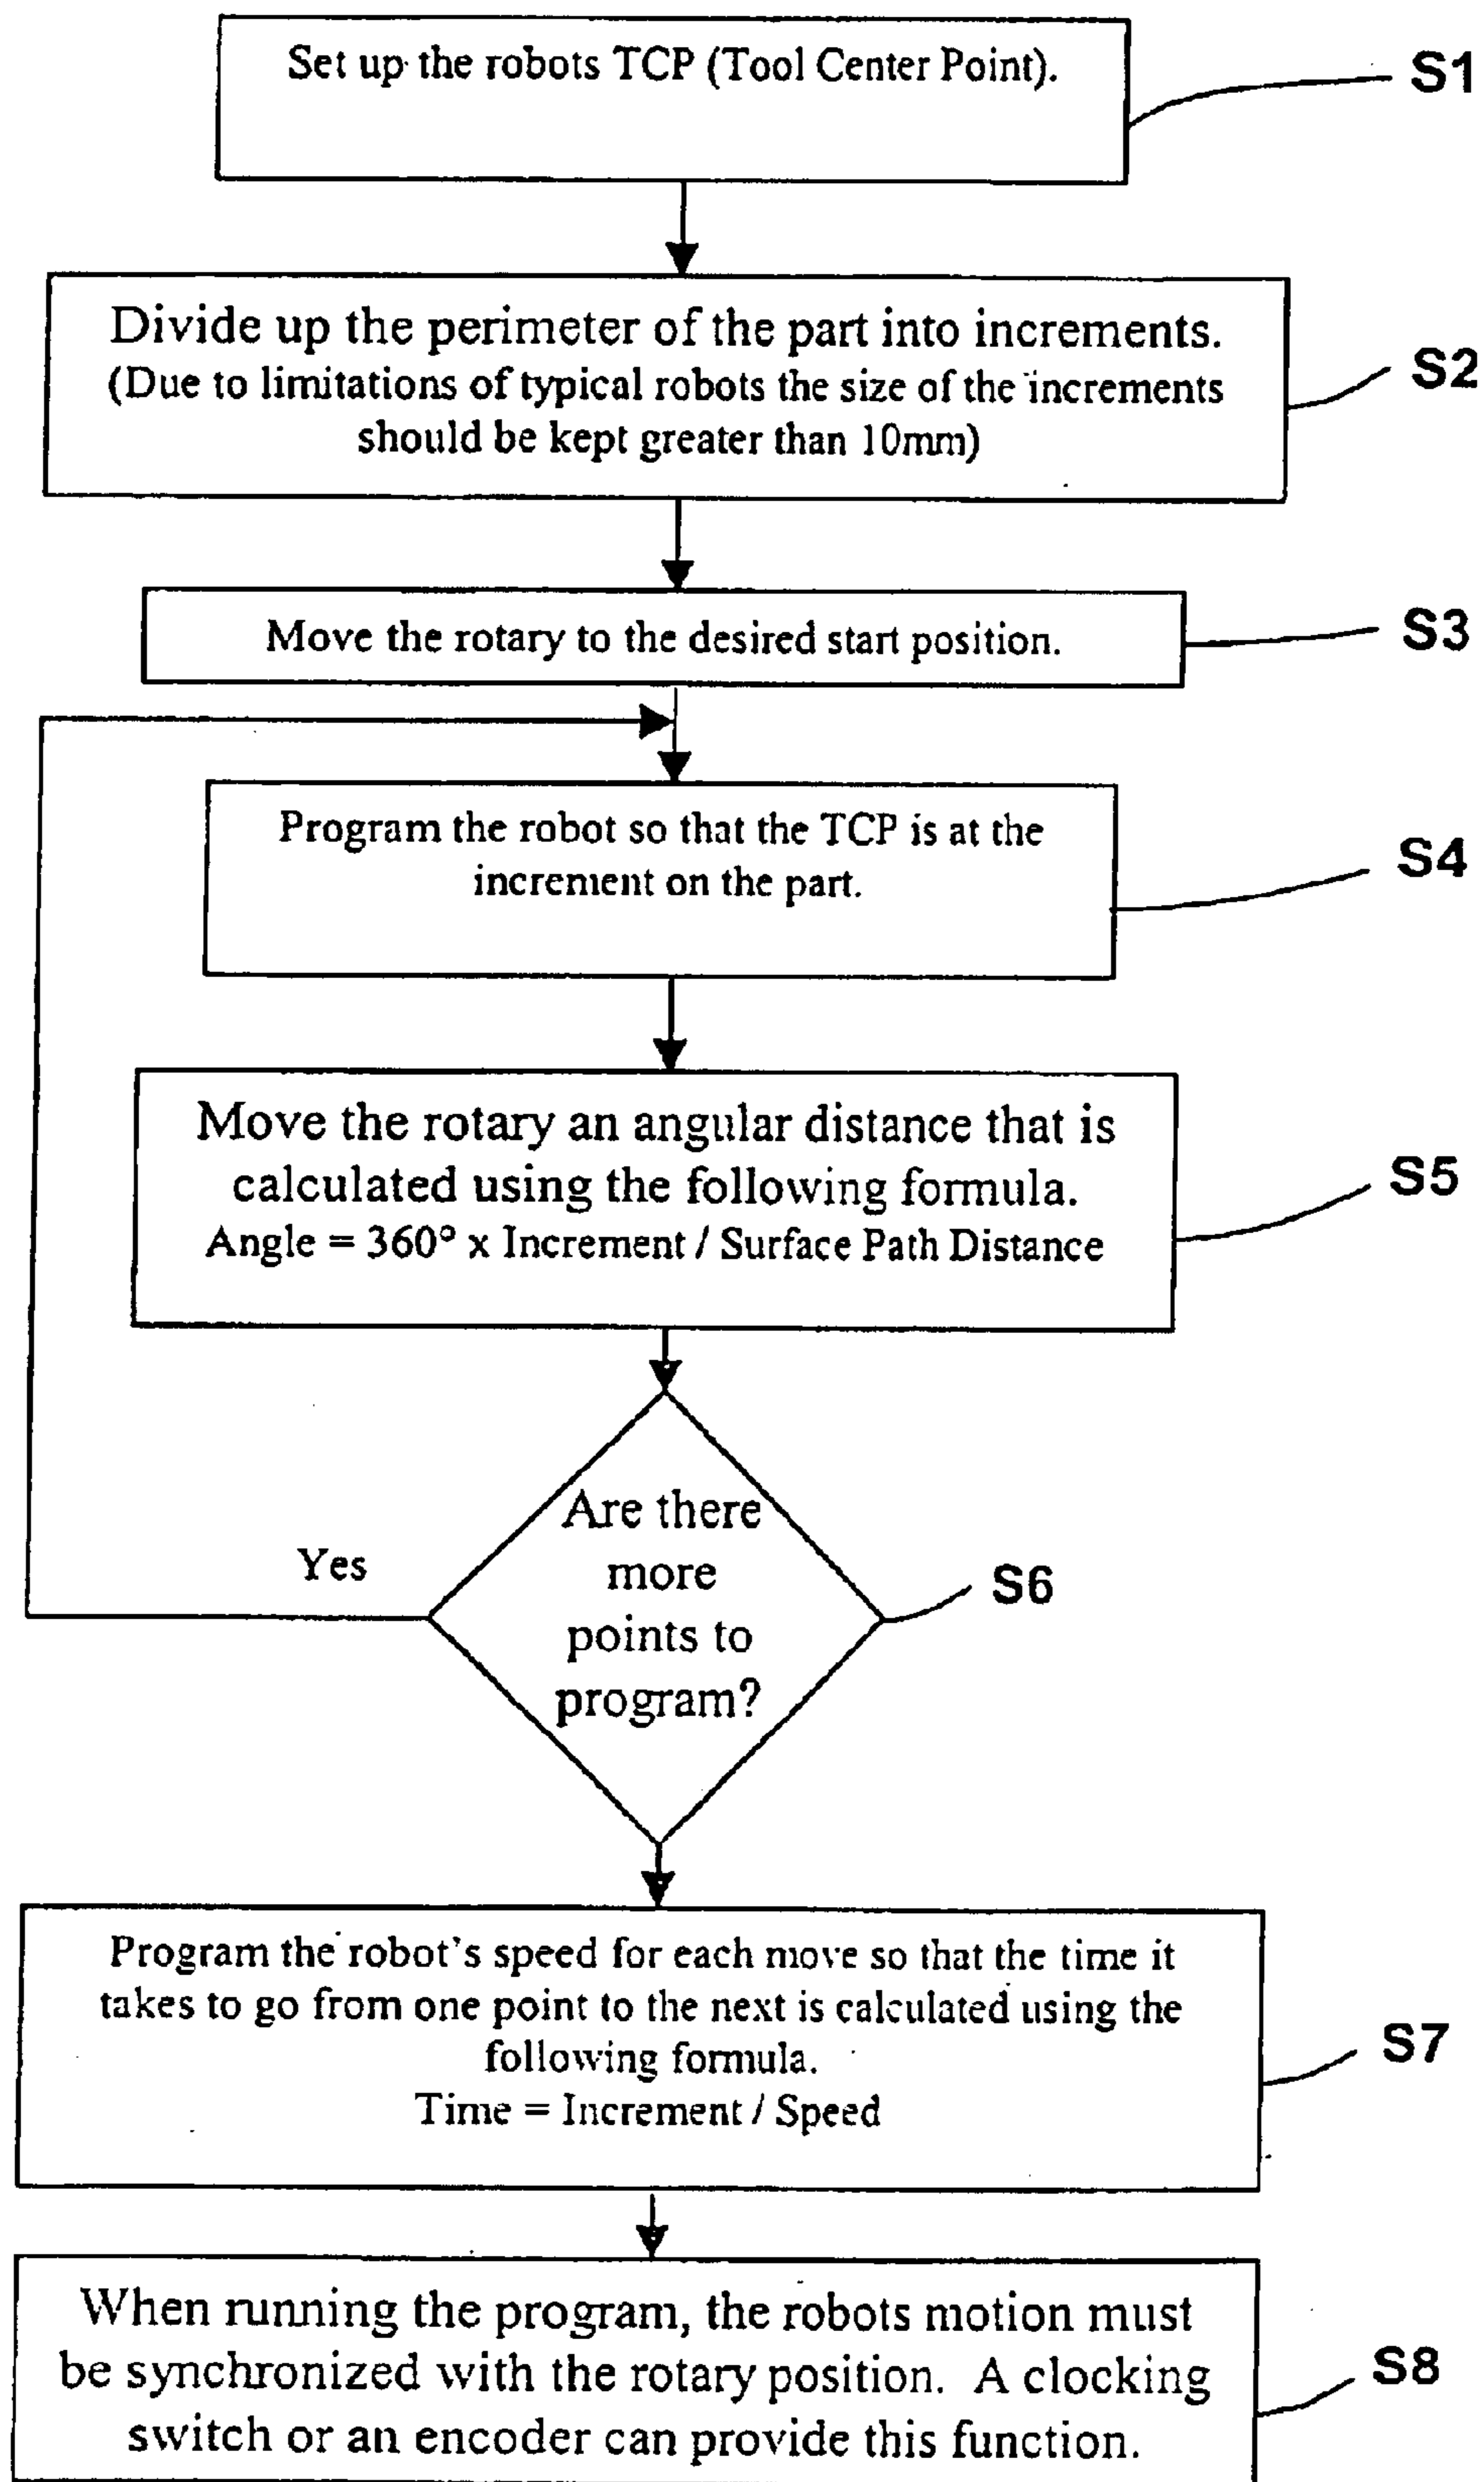 Set up the robots TCP (Tool Center Point).
S1
Divide up the perimeter of the part into increments.
(Due to limitations of typical robots the size of the increments
should be kept greater than 10mm)
S2
Move the rotary to the desired start position.
S3
Program the robot so that the TCP is at the
increment on the part.
S4
Move the rotary an angular distance that is
calculated using the following formula.
Angle = 360° x Increment / Surface Path Distance
S5
Are there
more
points to
program?
Yes
S6
Program the robot's speed for each move so that the time it
takes to go from one point to the next is calculated using the
following formula.
Time = Increment / Speed
S7
When running the program, the robots motion must
be synchronized with the rotary position. A clocking
switch or an encoder can provide this function.
S8